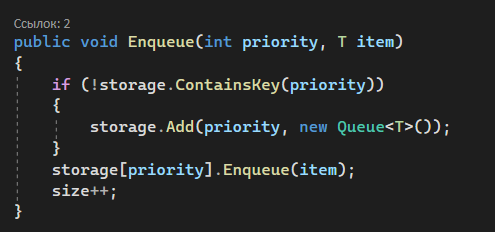 Ссылок: 2
public void Enqueue(int priority, T item)
{
    if (!storage.ContainsKey(priority))
    {
        storage.Add(priority, new Queue<T>());
    }
    storage[priority].Enqueue(item);
    size++;
}